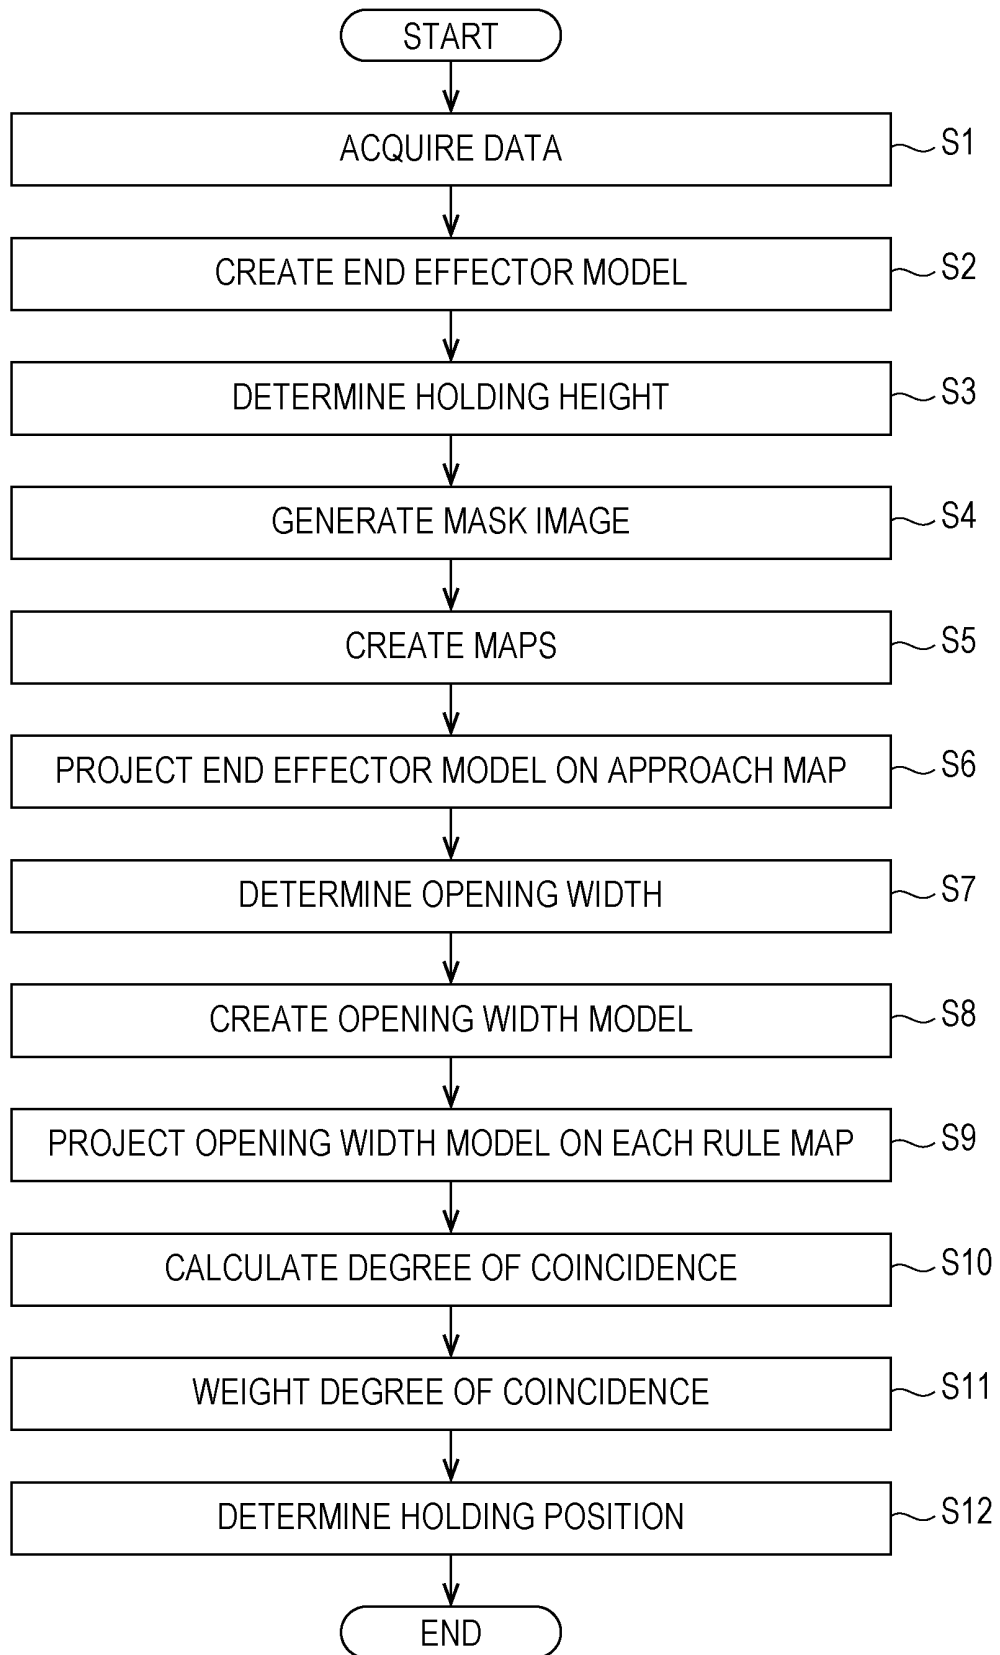 START
ACQUIRE DATA
S1
CREATE END EFFECTOR MODEL
S2
DETERMINE HOLDING HEIGHT
S3
GENERATE MASK IMAGE
S4
CREATE MAPS
S5
PROJECT END EFFECTOR MODEL ON APPROACH MAP
S6
DETERMINE OPENING WIDTH
S7
CREATE OPENING WIDTH MODEL
S8
PROJECT OPENING WIDTH MODEL ON EACH RULE MAP
S9
CALCULATE DEGREE OF COINCIDENCE
S10
WEIGHT DEGREE OF COINCIDENCE
S11
DETERMINE HOLDING POSITION
S12
END